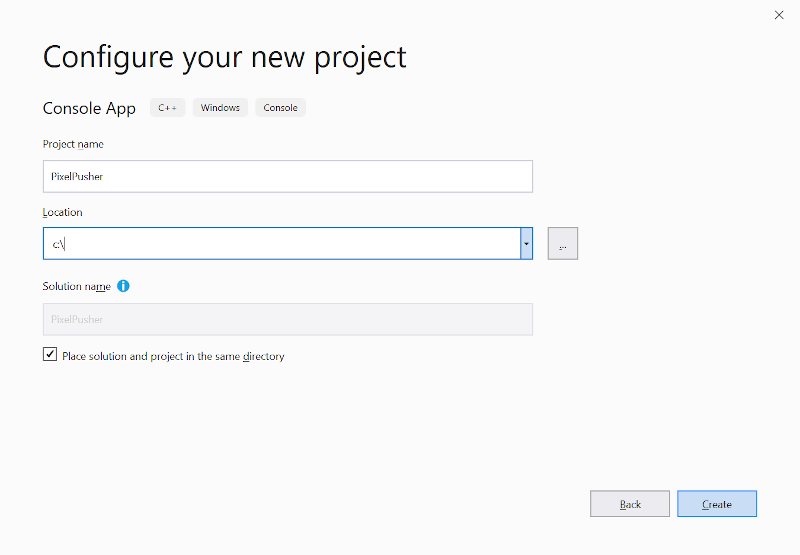 Configure your new project
Console App C++ Windows Console
Project name
PixelPusher
Location
c:\
...
Solution name
PixelPusher
Place solution and project in the same directory
Back Create